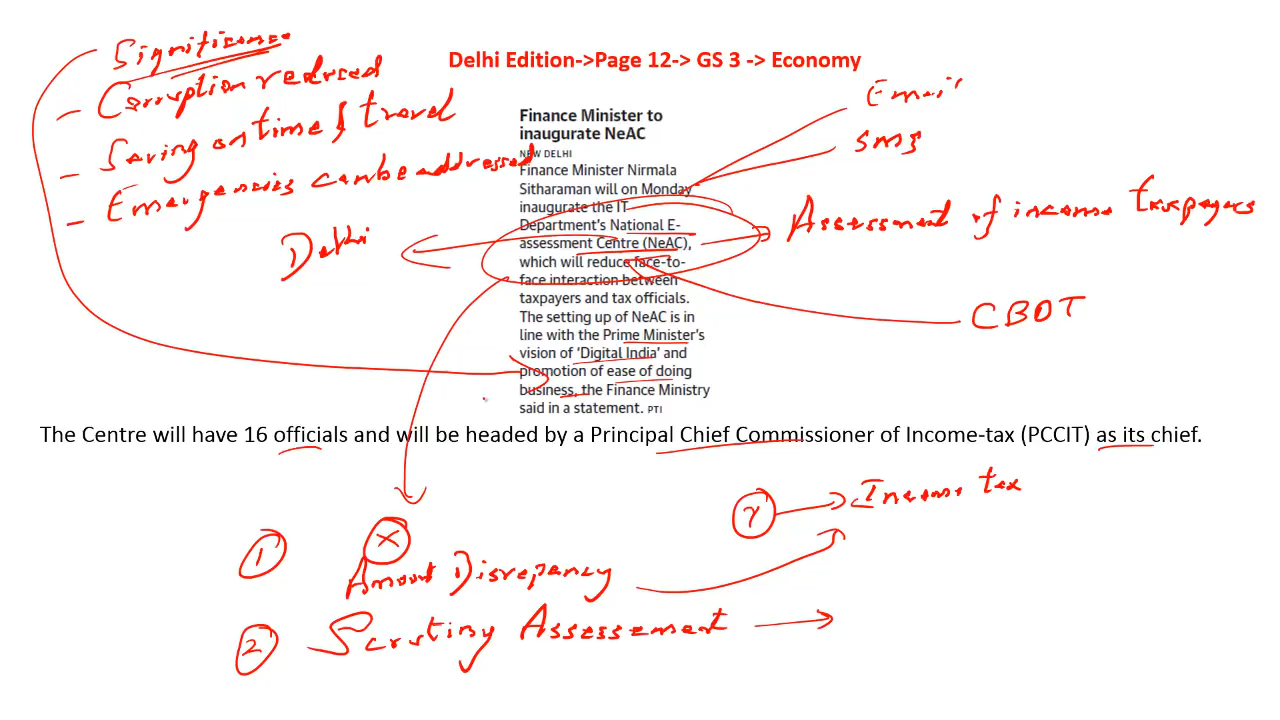 Significance
Delhi Edition->Page 12-> GS 3 -> Economy
- Corruption reduced
- Saving on time & travel
- Emergencies can be addressed
Delhi
Finance Minister to
inaugurate NeAC
NEW DELHI
Finance Minister Nirmala
Sitharaman will on Monday
inaugurate the IT
Department's National E-
assessment Centre (NeAC),
which will reduce face-to-
face interaction between
taxpayers and tax officials.
The setting up of NeAC is in
line with the Prime Minister's
vision of 'Digital India' and
promotion of ease of doing
business, the Finance Ministry
said in a statement. PTI
Email
SMS
Assessment of income taxpayers
CBDT
The Centre will have 16 officials and will be headed by a Principal Chief Commissioner of Income-tax (PCCIT) as its chief.
Y
Income tax
X
1 Amount Disrepency
2 Scrutiny Assessement